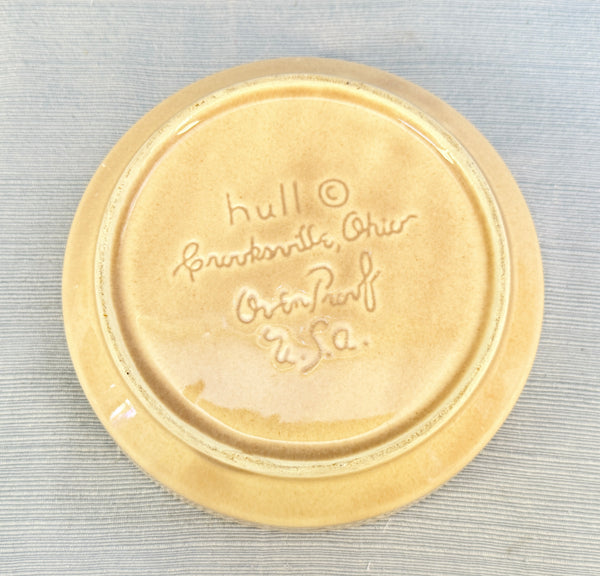 hull ©
Crooksville, Ohio
Oven Proof
U.S.A.